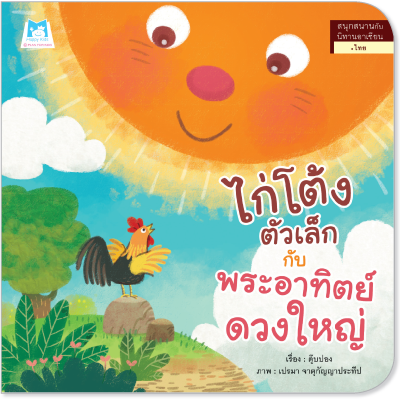 สนุกสนานกับ
นิทานอาเซียน
• ไทย
ไก่โต้ง
ตัวเล็ก
กับ
พระอาทิตย์
ดวงใหญ่
เรื่อง : ตุ๊บปอง
ภาพ : เปรมา จาตุกัญญาประทีป